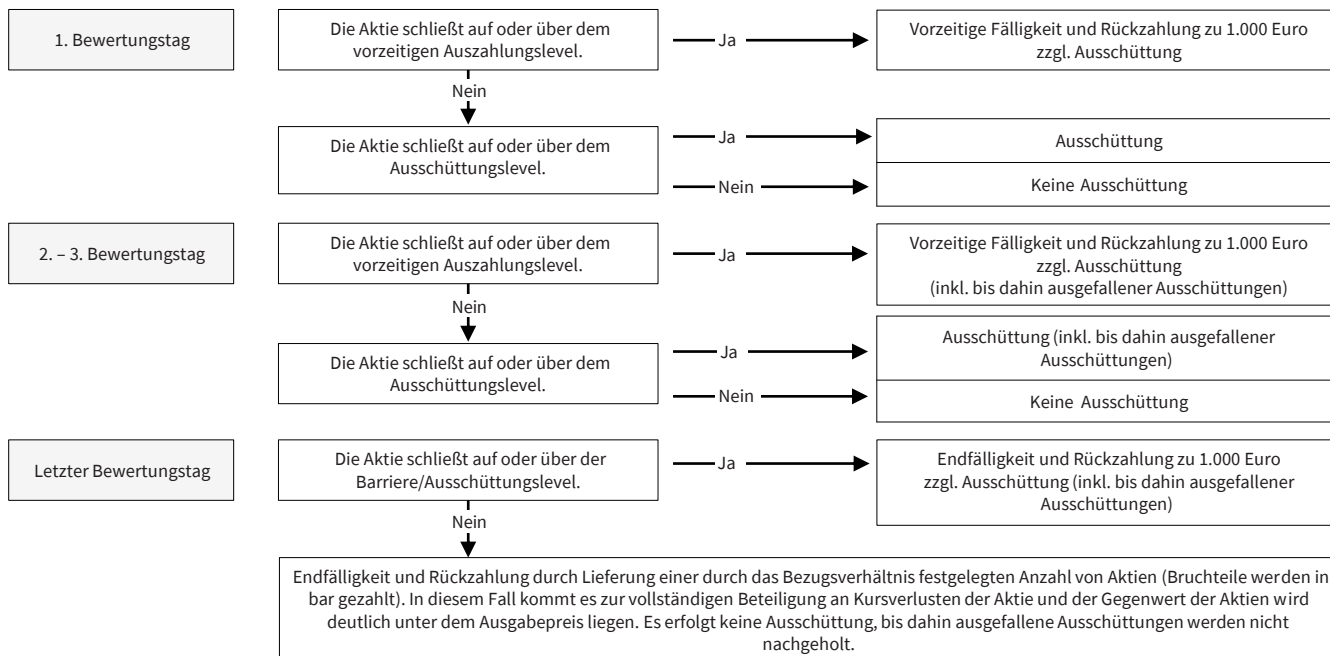 1. Bewertungstag
Die Aktie schließt auf oder über dem
vorzeitigen Auszahlungslevel.
Ja
Vorzeitige Fälligkeit und Rückzahlung zu 1.000 Euro
zzgl. Ausschüttung
Nein
Die Aktie schließt auf oder über dem
Ausschüttungslevel.
Ja
Ausschüttung
Nein
Keine Ausschüttung
2. – 3. Bewertungstag
Die Aktie schließt auf oder über dem
vorzeitigen Auszahlungslevel.
Ja
Vorzeitige Fälligkeit und Rückzahlung zu 1.000 Euro
zzgl. Ausschüttung
(inkl. bis dahin ausgefallener Ausschüttungen)
Nein
Die Aktie schließt auf oder über dem
Ausschüttungslevel.
Ja
Ausschüttung (inkl. bis dahin ausgefallener
Ausschüttungen)
Nein
Keine Ausschüttung
Letzter Bewertungstag
Die Aktie schließt auf oder über der
Barriere/Ausschüttungslevel.
Ja
Endfälligkeit und Rückzahlung zu 1.000 Euro
zzgl. Ausschüttung (inkl. bis dahin ausgefallener
Ausschüttungen)
Nein
Endfälligkeit und Rückzahlung durch Lieferung einer durch das Bezugsverhältnis festgelegten Anzahl von Aktien (Bruchteile werden in
bar gezahlt). In diesem Fall kommt es zur vollständigen Beteiligung an Kursverlusten der Aktie und der Gegenwert der Aktien wird
deutlich unter dem Ausgabepreis liegen. Es erfolgt keine Ausschüttung, bis dahin ausgefallene Ausschüttungen werden nicht
nachgeholt.